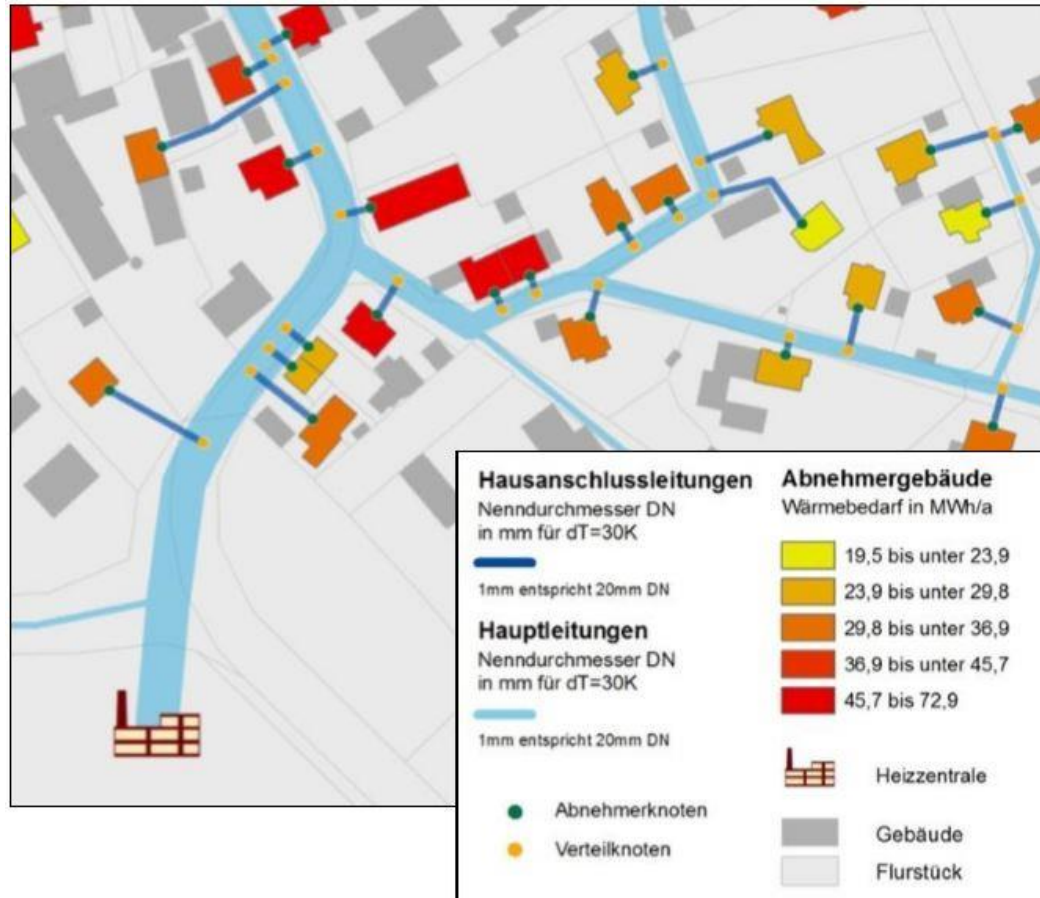 Hausanschlussleitungen
Nenndurchmesser DN
in mm für dT=30K
1mm entspricht 20mm DN
Hauptleitungen
Nenndurchmesser DN
in mm für dT=30K
1mm entspricht 20mm DN
Abnehmerknoten
Verteilknoten
Abnehmergebäude
Wärmebedarf in MWh/a
19,5 bis unter 23,9
23,9 bis unter 29,8
29,8 bis unter 36,9
36,9 bis unter 45,7
45,7 bis 72,9
Heizzentrale
Gebäude
Flurstück